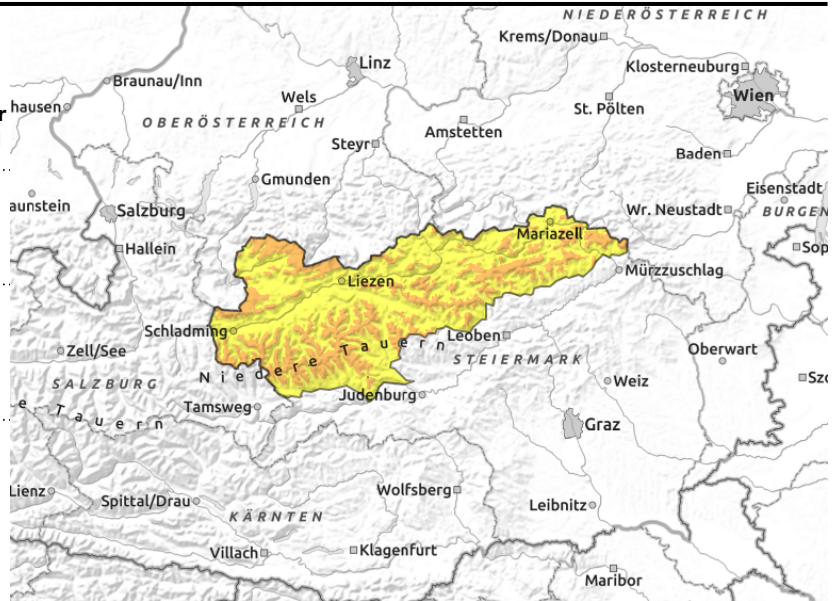 NIEDERÖSTERREICH
Krems/Donau
Linz
Klosterneuburg
Braunau/Inn
Wien
Wels
hausen
r
St. Pölten
OBERÖSTERREICH
Amstetten
Steyr
Baden
Gmunden
Eisenstadt
aunstein
Salzburg
Wr. Neustadt
BURGEN
Mariazell
Hallein
Sop
Mürzzuschlag
Liezen
Schladming
Leoben
Zell/See
Niedere Tauern
STEIERMARK
Oberwart
SALZBURG
Weiz
Szo
Judenburg
Tamsweg
e Tauern
Graz
Lienz
Wolfsberg
Spittal/Drau
Leibnitz
KÄRNTEN
Villach
Klagenfurt
Maribor